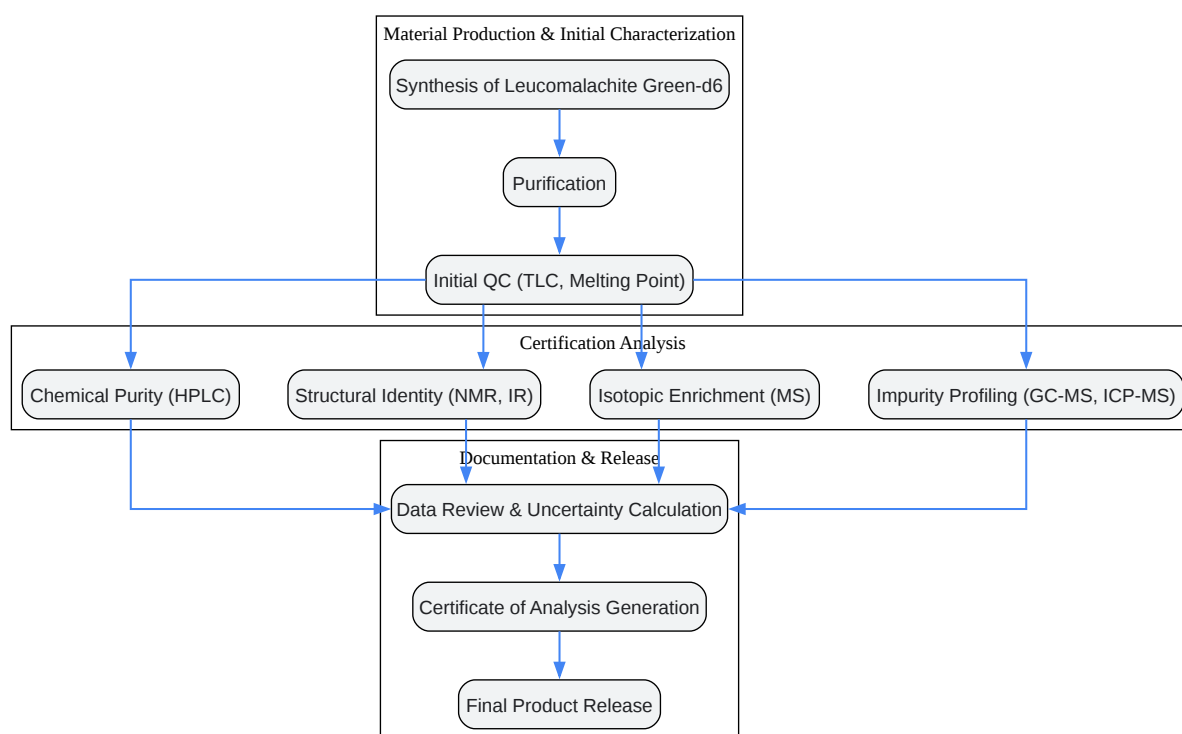 Material Production & Initial Characterization
Synthesis of Leucomalachite Green-d6
Purification
Initial QC (TLC, Melting Point)
Certification Analysis
Chemical Purity (HPLC)
Structural Identity (NMR, IR)
Isotopic Enrichment (MS)
Impurity Profiling (GC-MS, ICP-MS)
Documentation & Release
Data Review & Uncertainty Calculation
Certificate of Analysis Generation
Final Product Release